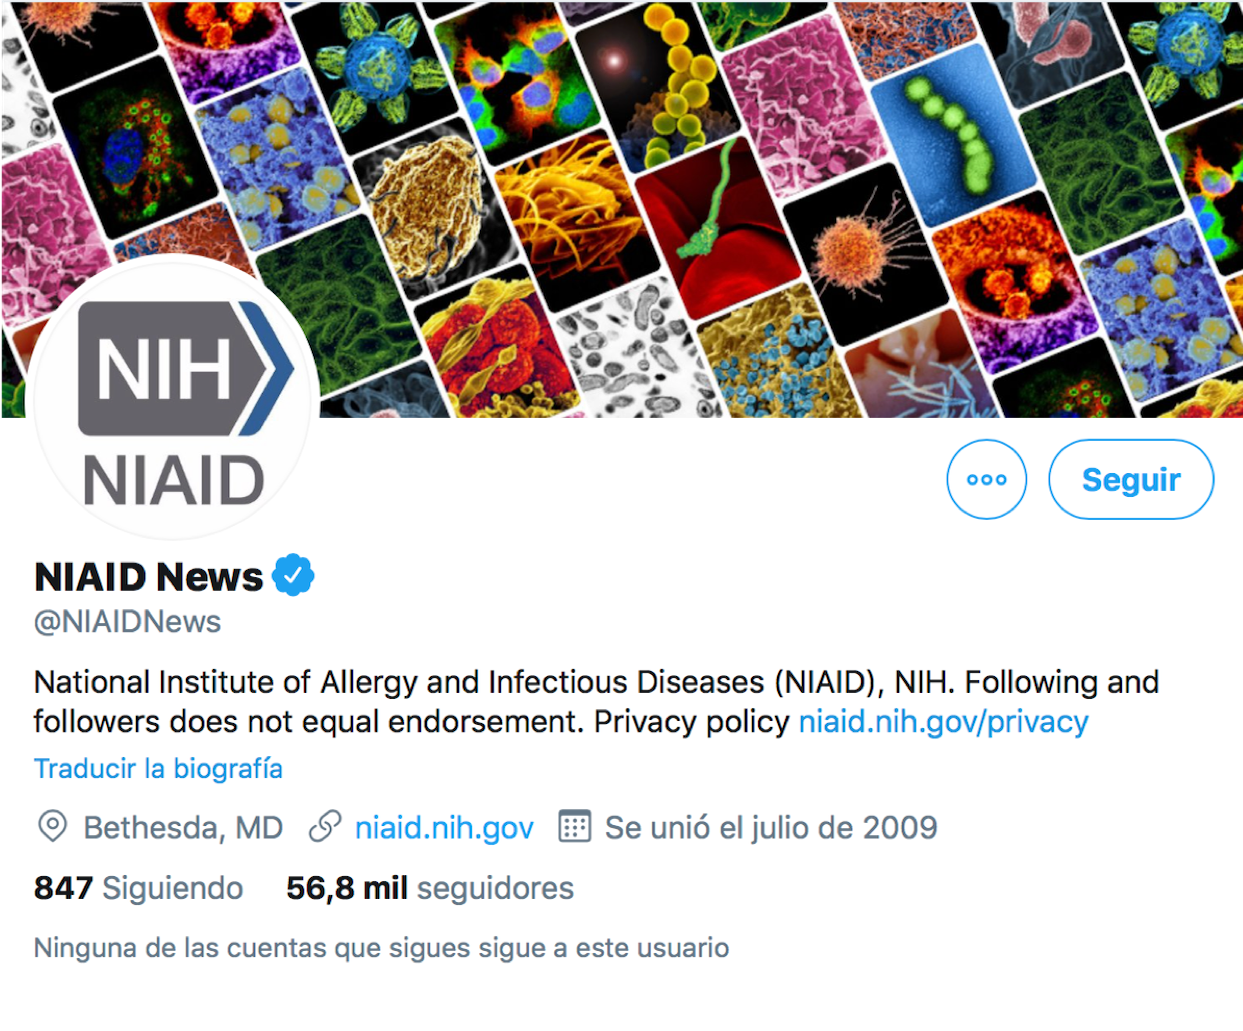 NIH
NIAID
Seguir
NIAID News
@NIAIDNews
National Institute of Allergy and Infectious Diseases (NIAID), NIH. Following and
followers does not equal endorsement. Privacy policy niaid.nih.gov/privacy
Traducir la biografía
Bethesda, MD niaid.nih.gov Se unió el julio de 2009
847 Siguiendo 56,8 mil seguidores
Ninguna de las cuentas que sigues sigue a este usuario